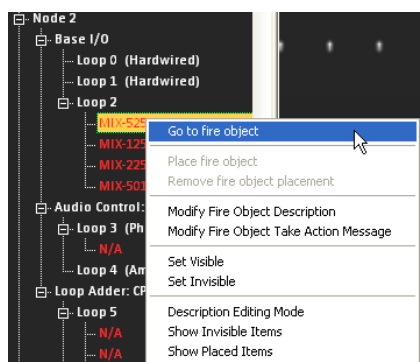 Node 2
Base I/O
Loop 0 (Hardwired)
Loop 1 (Hardwired)
Loop 2
MIX-525
MIX-125
MIX-225
MIX-501
Audio Control:
Loop 3 (Ph
N/A
Loop 4 (Am
Loop Adder: CP
Loop 5
N/A
N/A
Go to fire object
Place fire object
Remove fire object placement
Modify Fire Object Description
Modify Fire Object Take Action Message
Set Visible
Set Invisible
Description Editing Mode
Show Invisible Items
Show Placed Items